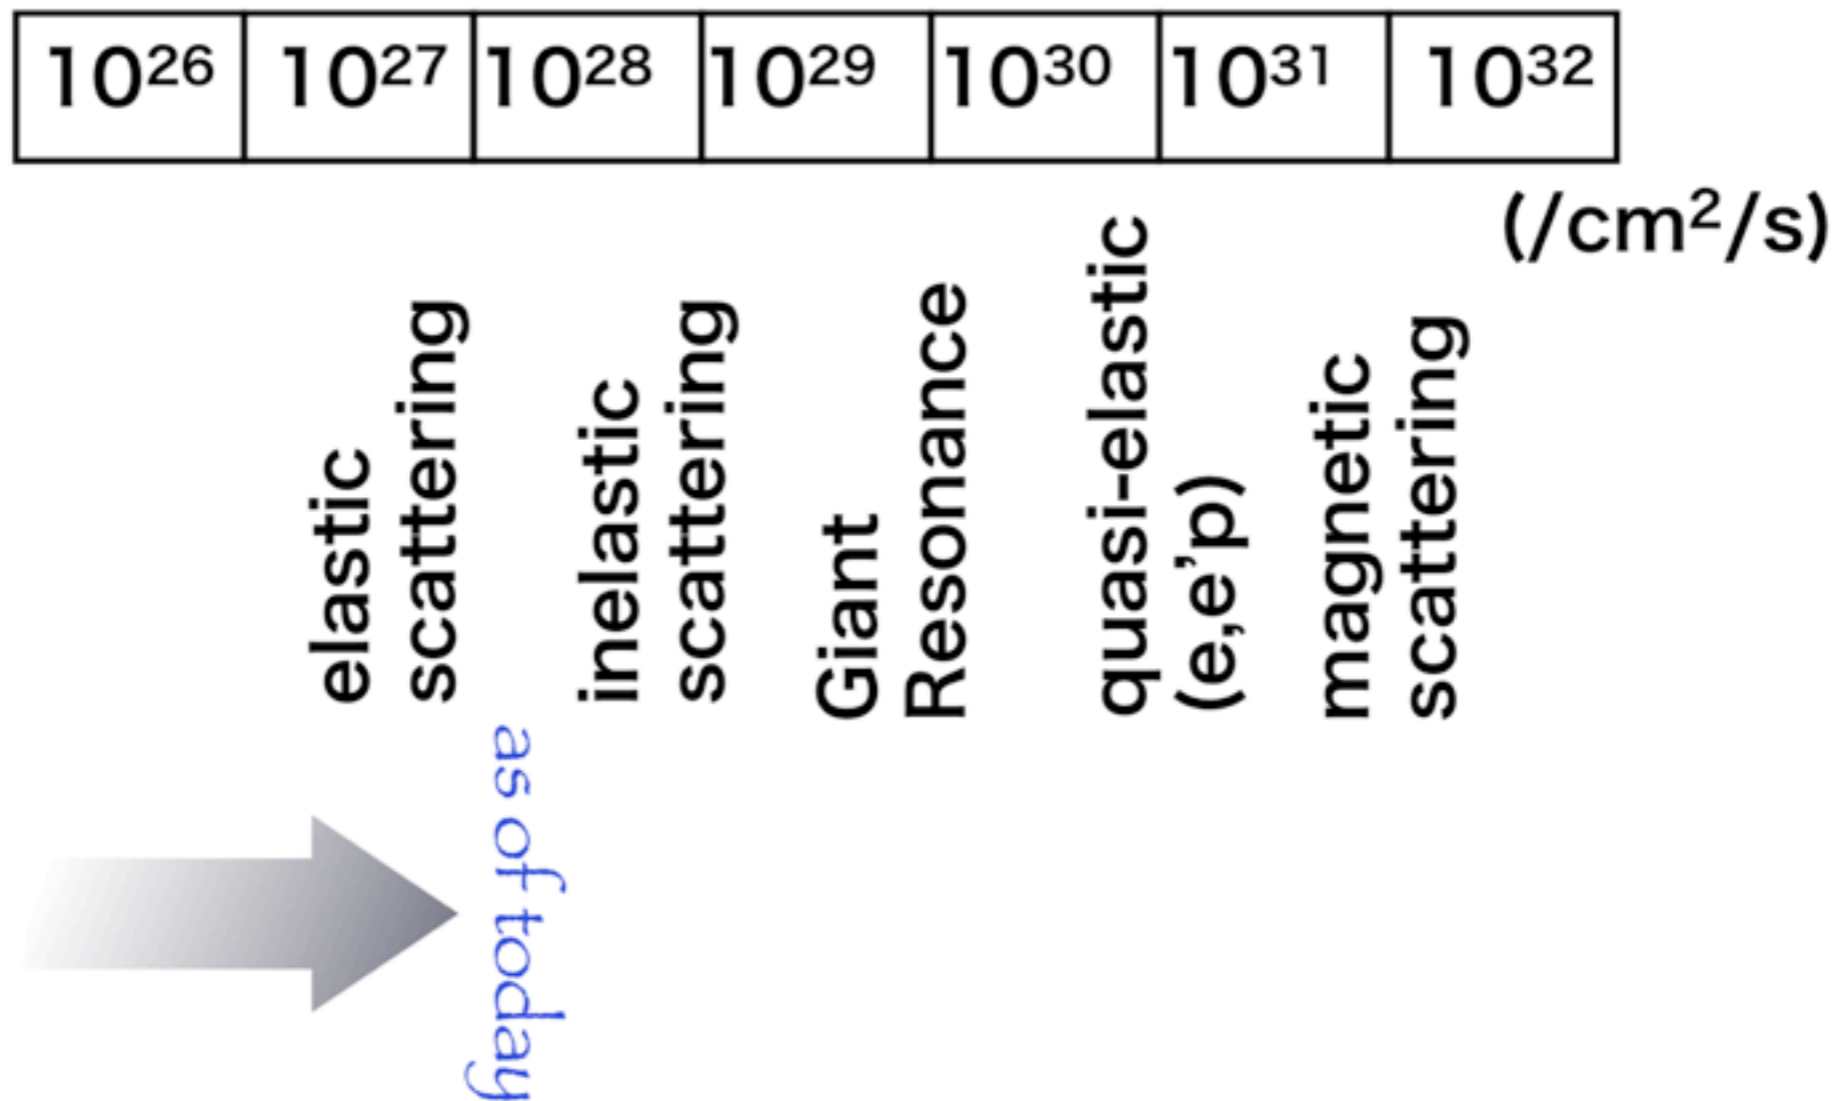 10²⁶ 10²⁷ 10²⁸ 10²⁹ 10³⁰ 10³¹ 10³²
(/cm²/s)
elastic
scattering
inelastic
scattering
Giant
Resonance
quasi-elastic
(e,e’p)
magnetic
scattering
as of today